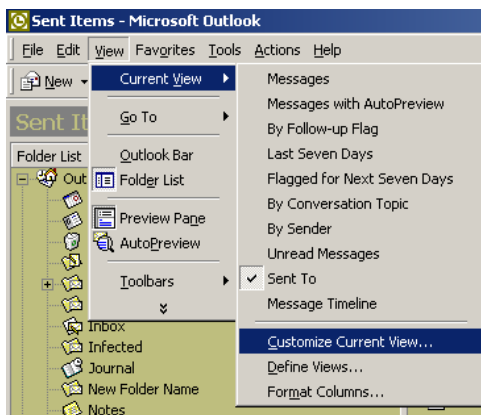 Sent Items - Microsoft Outlook
File Edit View Favorites Tools Actions Help
New
Current View
Messages
Messages with AutoPreview
Sent It
Go To
By Follow-up Flag
Folder List
Outlook Bar
Last Seven Days
Out
Folder List
Flagged for Next Seven Days
By Conversation Topic
Preview Pane
By Sender
AutoPreview
Unread Messages
Toolbars
Sent To
Message Timeline
Inbox
Infected
Customize Current View...
Journal
Define Views...
New Folder Name
Format Columns...
Notes